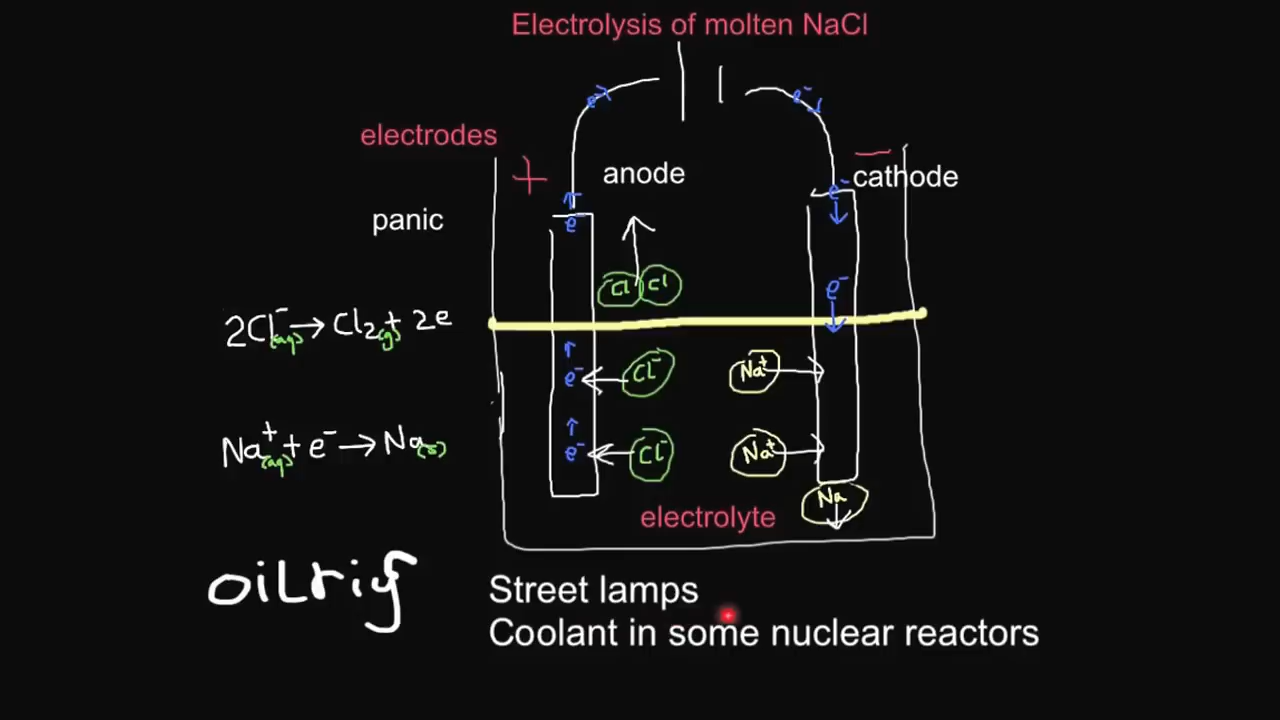 Electrolysis of molten NaCl
e⁻ e⁻
electrodes
+ anode − cathode
e⁻
panic
e⁻
Cl Cl e⁻
2Cl⁻(aq) → Cl₂(g) + 2e
e⁻ Cl⁻ Na⁺
Na⁺(aq) + e⁻ → Na(s)
e⁻ Cl⁻ Na⁺
Na
electrolyte
oilrig
Street lamps
Coolant in some nuclear reactors